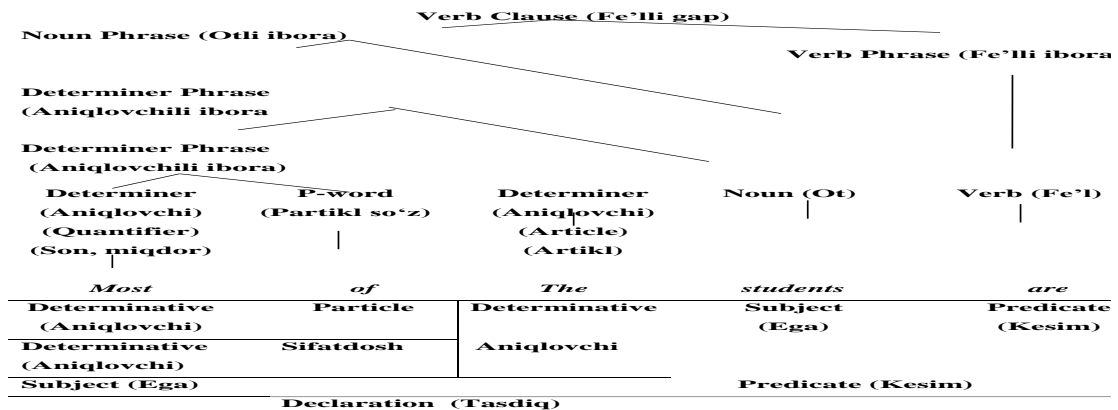 Verb Clause (Fe’lli gap)
Noun Phrase (Otli ibora)
Verb Phrase (Fe’lli ibora
Determiner Phrase
(Aniqlovchili ibora
Determiner Phrase
(Aniqlovchili ibora)
Determiner P-word Determiner Noun (Ot) Verb (Fe’l)
(Aniqlovchi) (Partikl so‘z) (Aniqlovchi)
(Quantifier) (Article)
(Son, miqdor) (Artikl)
Most of The students are
Determinative Particle Determinative Subject Predicate
(Aniqlovchi) (Ega) (Kesim)
Determinative Sifatdosh Aniqlovchi
(Aniqlovchi)
Subject (Ega) Predicate (Kesim)
Declaration (Tasdiq)